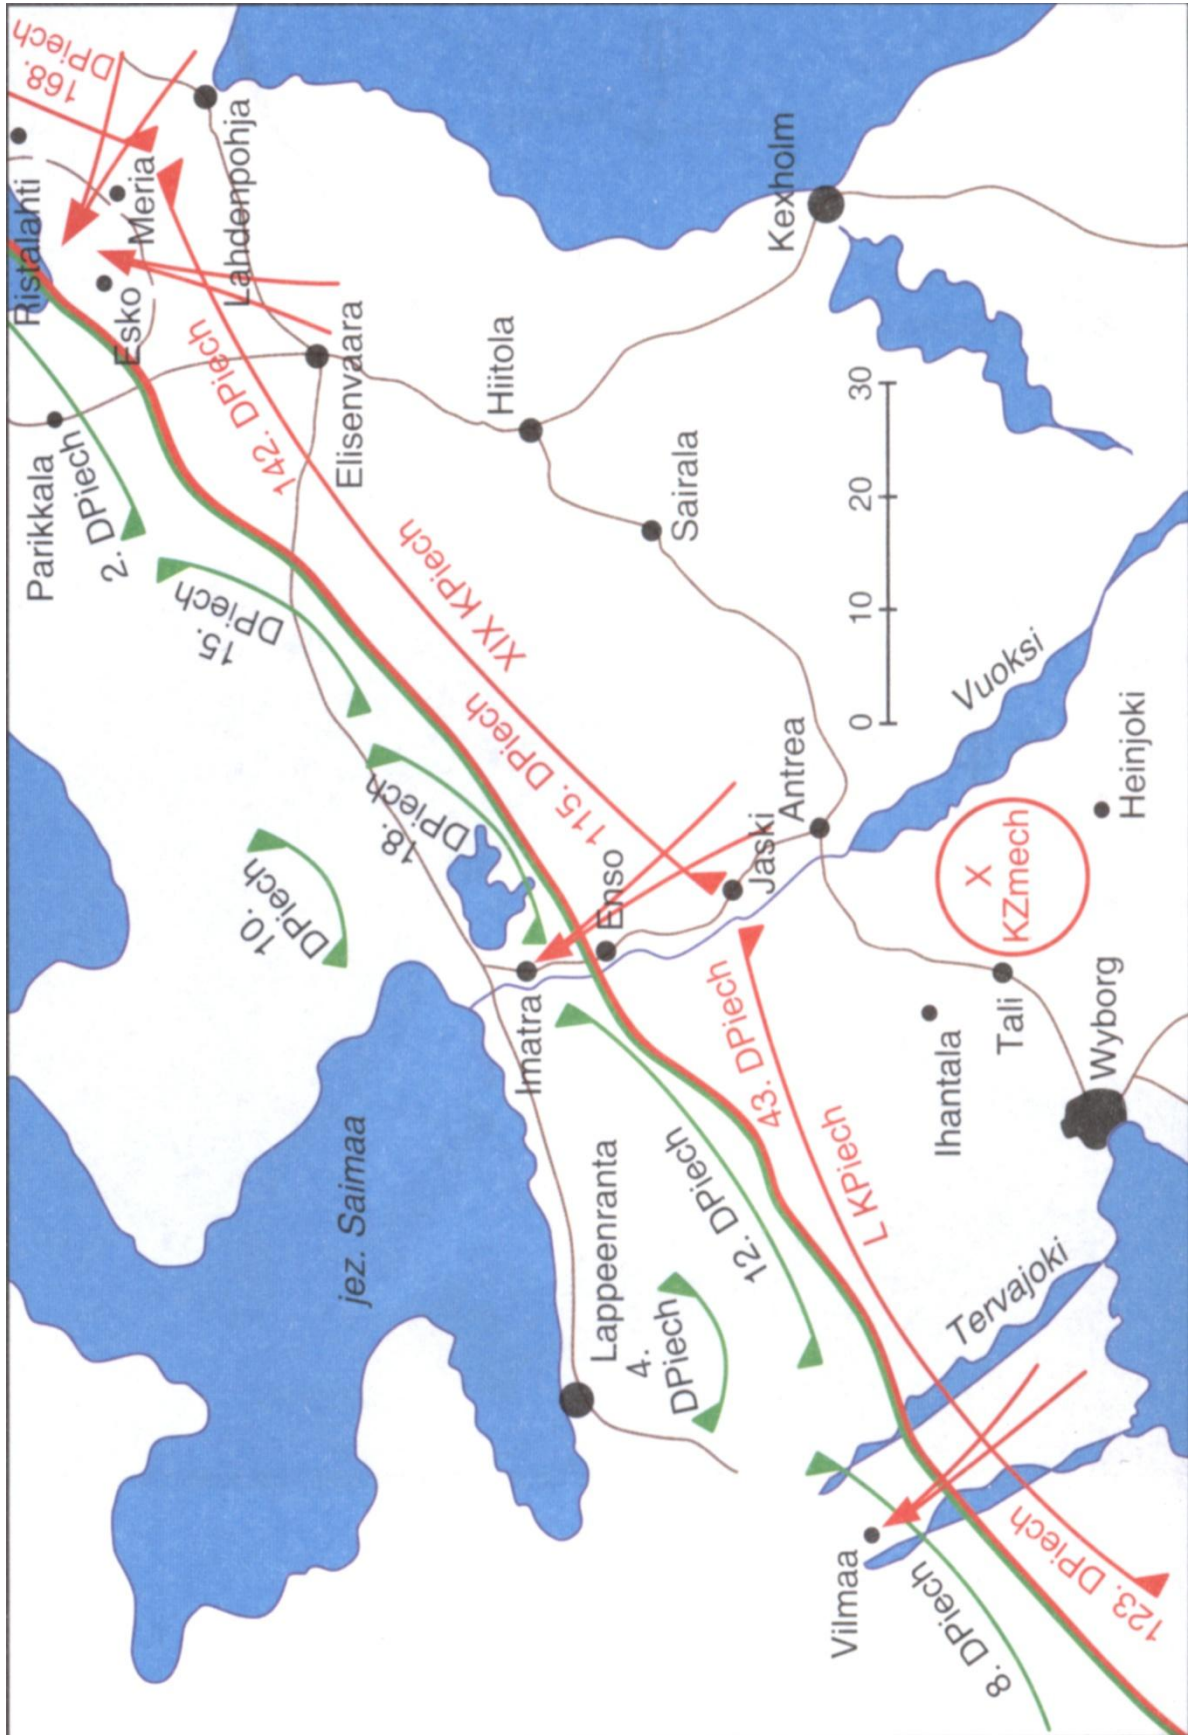 168.
DPiech
Ristalahti
Meria
Esko
Lahdenpohja
Parikkala
2. DPiech
142. DPiech
Elisenvaara
15.
DPiech
Hiitola
Kexholm
XIX KPiech
Sairala
18.
DPiech
115. DPiech
10.
DPiech
0 10 20 30
Enso
Jaski
Antrea
Vuoksi
Imatra
43. DPiech
X
KZmech
Heinjoki
jez. Saimaa
Lappeenranta
12. DPiech
L KPiech
Ihantala
Tali
Wyborg
4.
DPiech
Tervajoki
Vilmaa
8. DPiech
123. DPiech